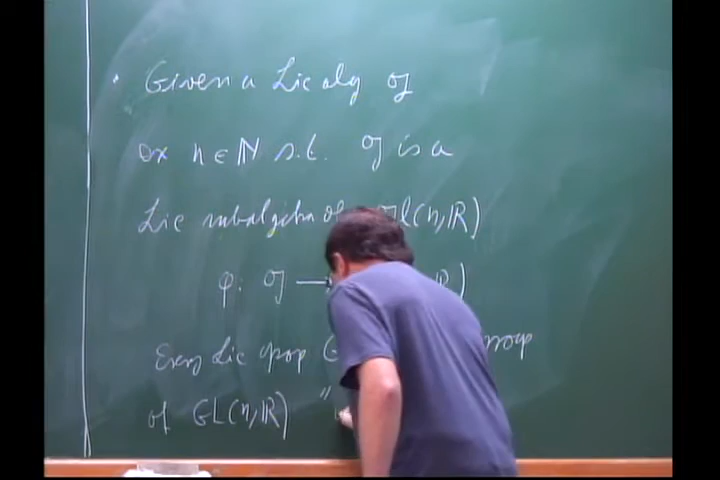 • Given a Lie alg 𝔤
∃ n ∈ ℕ s.t. 𝔤 is a
Lie subalgebra of gl(n,ℝ)
φ: 𝔤 → ℝ)
Every Lie group G
of GL(n,ℝ) "